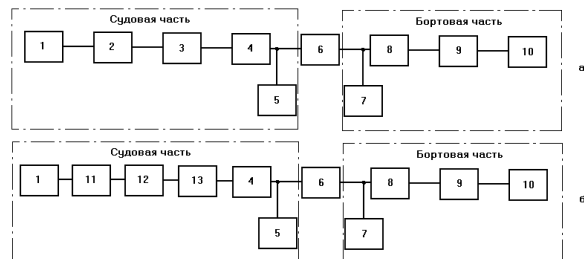 Судовая часть
Бортовая часть
1 2 3 4 6 8 9 10
5 7
а
Судовая часть
Бортовая часть
1 11 12 13 4 6 8 9 10
5 7
б